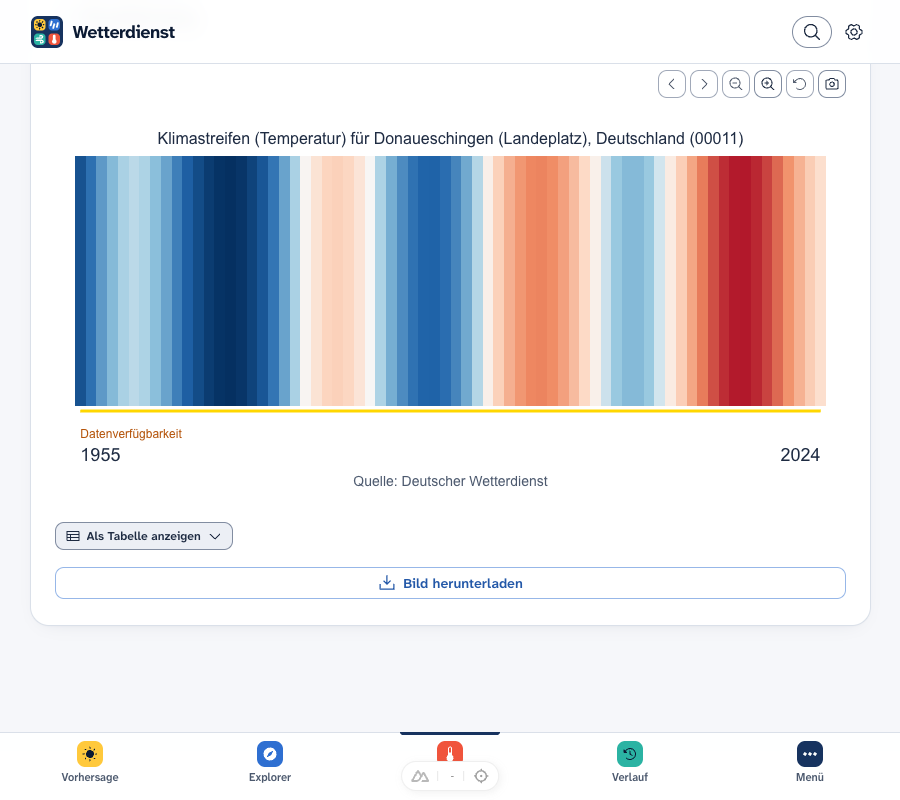 Wetterdienst
Klimastreifen (Temperatur) für Donaueschingen (Landeplatz), Deutschland (00011)
Datenverfügbarkeit
1955
2024
Quelle: Deutscher Wetterdienst
Als Tabelle anzeigen
Bild herunterladen
Vorhersage
Explorer
-
Verlauf
Menü